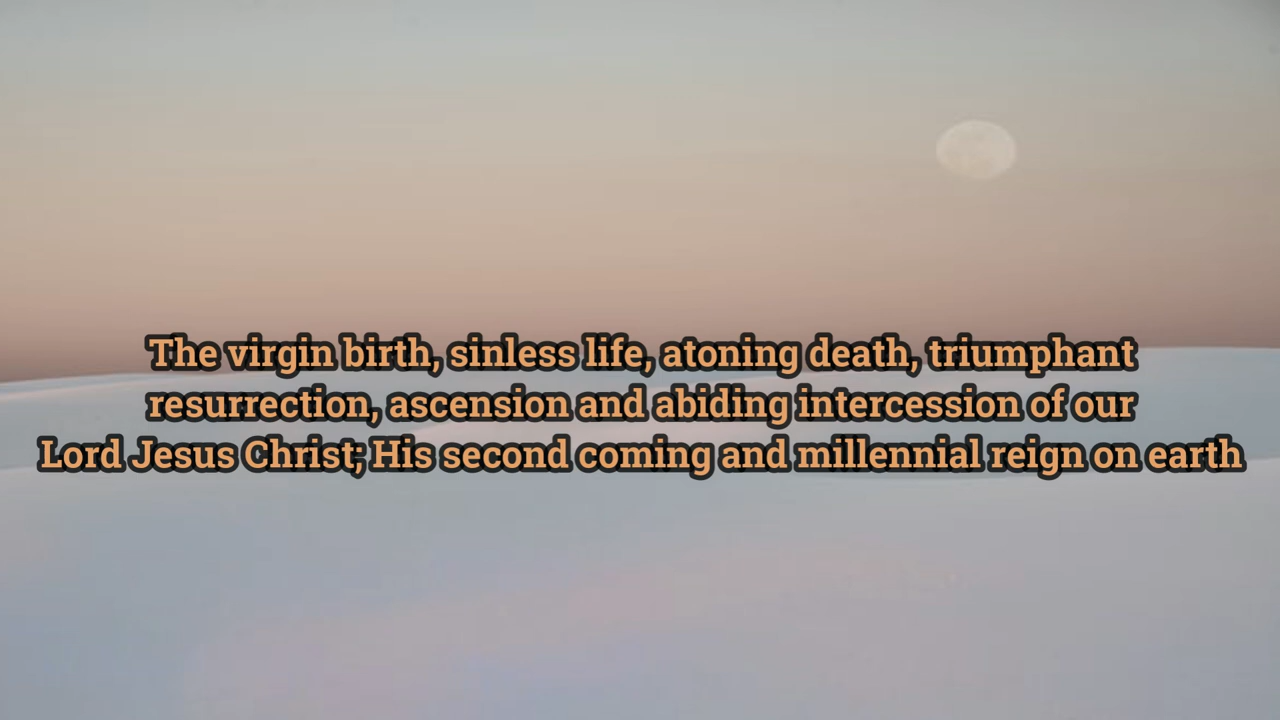 The virgin birth, sinless life, atoning death, triumphant
resurrection, ascension and abiding intercession of our
Lord Jesus Christ; His second coming and millennial reign on earth